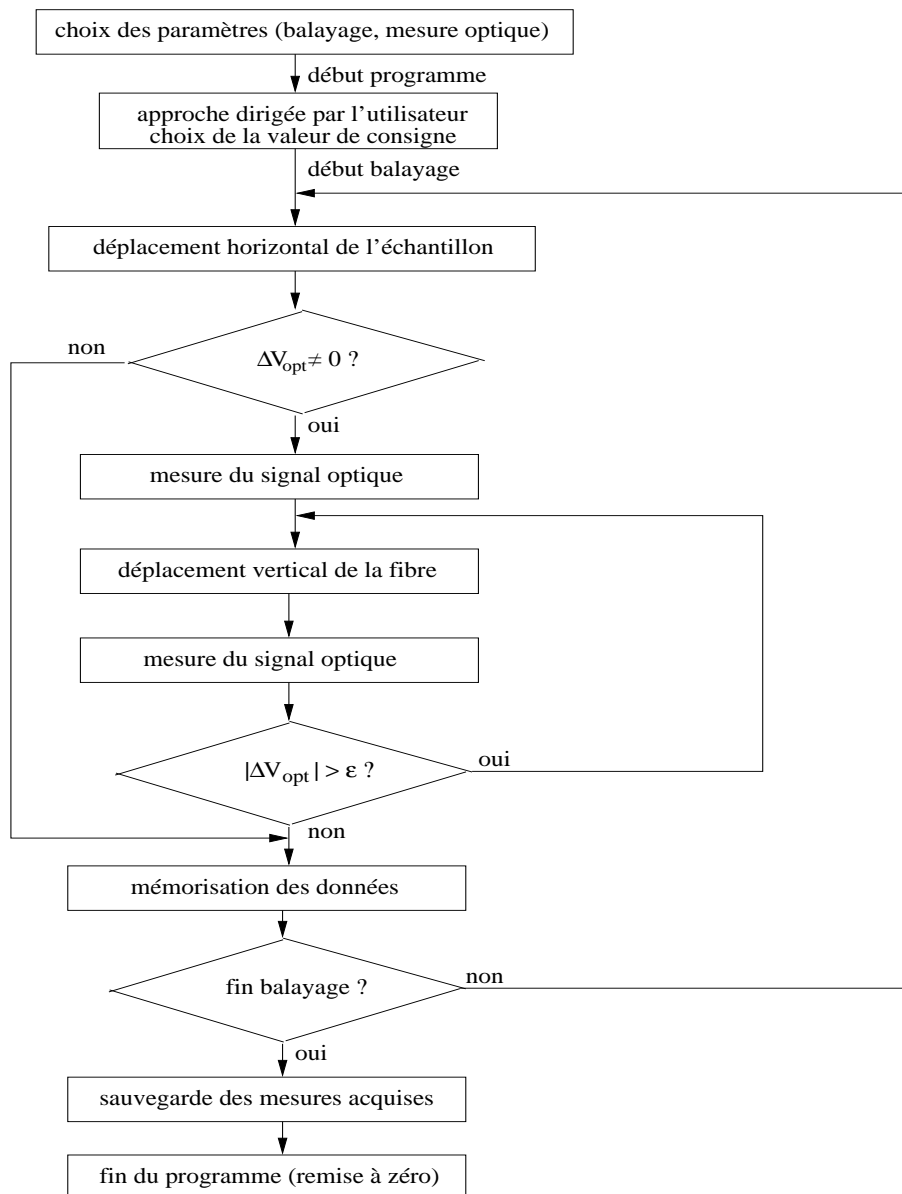 choix des paramètres (balayage, mesure optique)
début programme
approche dirigée par l'utilisateur
choix de la valeur de consigne
début balayage
déplacement horizontal de l'échantillon
non
ΔVopt ≠ 0 ?
oui
mesure du signal optique
déplacement vertical de la fibre
mesure du signal optique
|ΔVopt| > ε ?
oui
non
mémorisation des données
fin balayage ?
non
oui
sauvegarde des mesures acquises
fin du programme (remise à zéro)